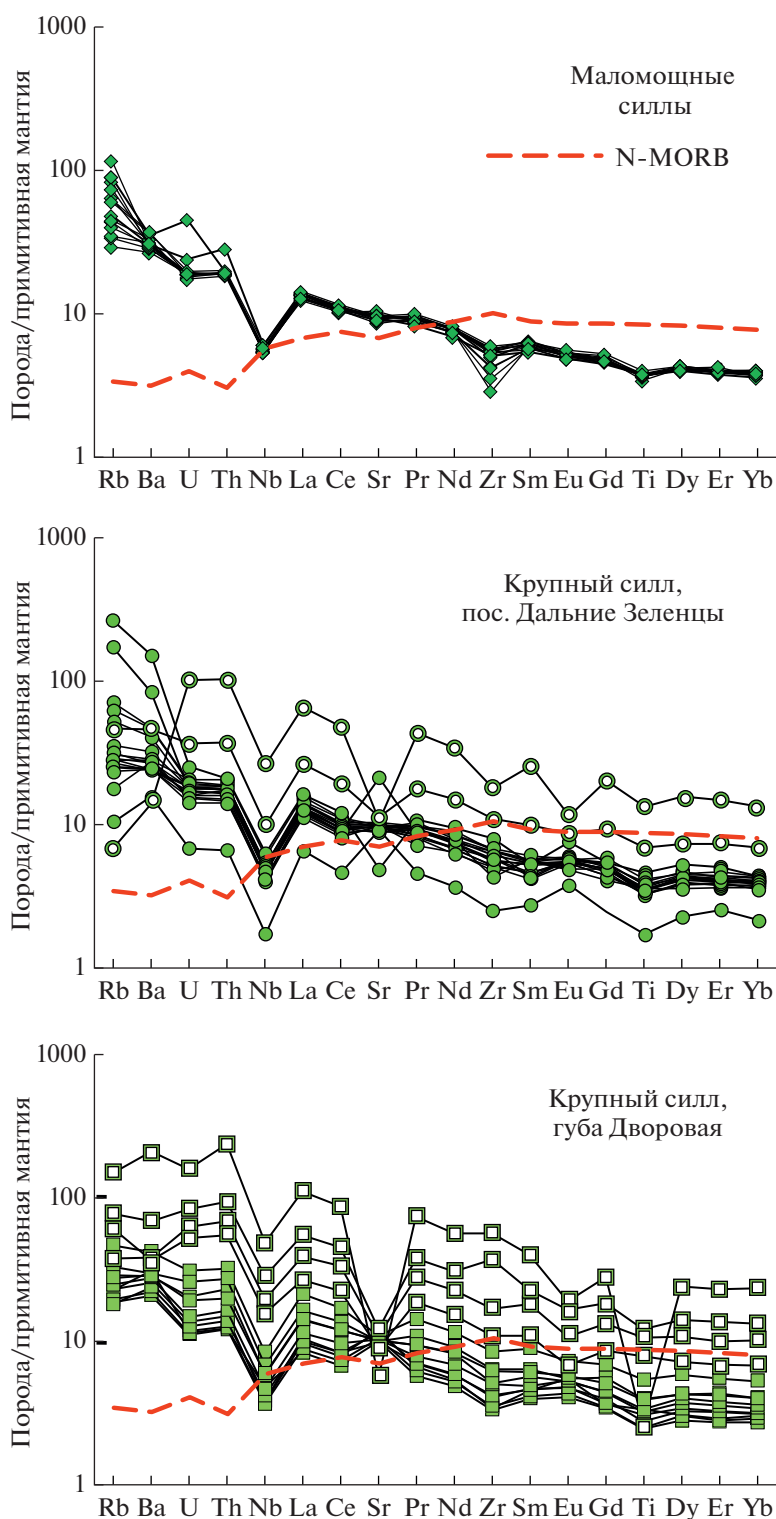 1000
Маломощные
силлы
N-MORB
100
10
1
Порода/примитивная мантия
Rb Ba U Th Nb La Ce Sr Pr Nd Zr Sm Eu Gd Ti Dy Er Yb
1000
Крупный силл,
пос. Дальние Зеленцы
100
10
1
Порода/примитивная мантия
Rb Ba U Th Nb La Ce Sr Pr Nd Zr Sm Eu Gd Ti Dy Er Yb
1000
Крупный силл,
губа Дворовая
100
10
1
Порода/примитивная мантия
Rb Ba U Th Nb La Ce Sr Pr Nd Zr Sm Eu Gd Ti Dy Er Yb